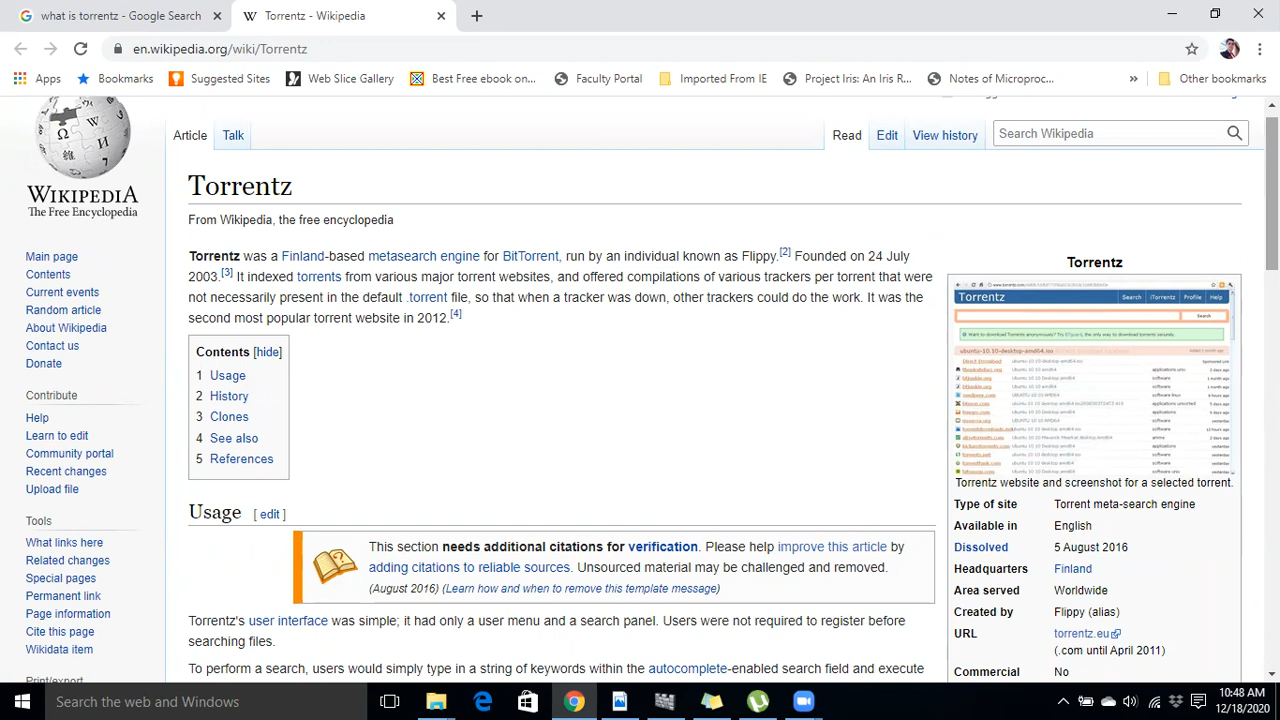 what is torrentz - Google Search
Torrentz - Wikipedia
en.wikipedia.org/wiki/Torrentz
Apps
Bookmarks
Suggested Sites
Web Slice Gallery
Best Free ebook on...
Faculty Portal
Imported From IE
Project Iris: An Iris R...
Notes of Microproc...
»
Other bookmarks
WIKIPEDIA
The Free Encyclopedia
Main page
Contents
Current events
Random article
About Wikipedia
Contact us
Donate
Contribute
Help
Learn to edit
Community portal
Recent changes
Upload file
Tools
What links here
Related changes
Special pages
Permanent link
Page information
Cite this page
Wikidata item
Print/export
Article Talk
Read Edit View history
Search Wikipedia
Torrentz
From Wikipedia, the free encyclopedia
Torrentz was a Finland-based metasearch engine for BitTorrent, run by an individual known as Flippy.[2] Founded on 24 July
2003.[3] It indexed torrents from various major torrent websites, and offered compilations of various trackers per torrent that were
not necessarily present in the default .torrent file, so that when a tracker was down, other trackers could do the work. It was the
second most popular torrent website in 2012.[4]
Contents [hide]
1 Usage
2 History
3 Clones
4 See also
5 References
Usage [ edit ]
This section needs additional citations for verification. Please help improve this article by
adding citations to reliable sources. Unsourced material may be challenged and removed.
(August 2016) (Learn how and when to remove this template message)
Torrentz's user interface was simple; it had only a user menu and a search panel. Users were not required to register before
searching files.
To perform a search, users would simply type in a string of keywords within the autocomplete-enabled search field and execute
Torrentz
Torrentz
Search
iTorrentz
Profile
Help
Search
ubuntu-10.10-desktop-amd64.iso
Torrentz website and screenshot for a selected torrent.
Type of site Torrent meta-search engine
Available in English
Dissolved 5 August 2016
Headquarters Finland
Area served Worldwide
Created by Flippy (alias)
URL torrentz.eu
(.com until April 2011)
Commercial No
Search the web and Windows
10:48 AM
12/18/2020